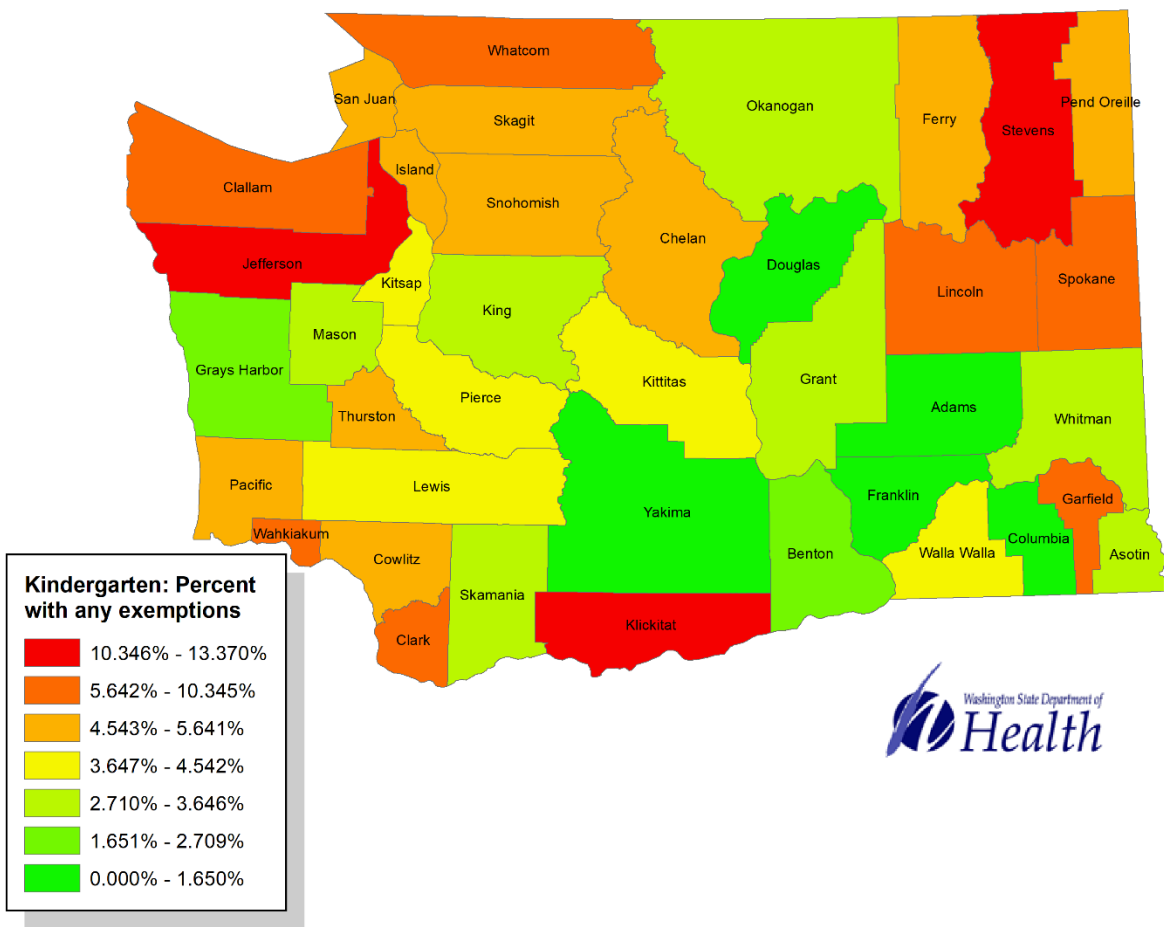 Whatcom
San Juan
Skagit
Okanogan
Ferry
Stevens
Pend Oreille
Clallam
Island
Snohomish
Chelan
Douglas
Jefferson
Kitsap
King
Lincoln
Spokane
Mason
Grays Harbor
Kittitas
Grant
Adams
Whitman
Thurston
Pierce
Pacific
Lewis
Yakima
Franklin
Garfield
Wahkiakum
Cowlitz
Skamania
Benton
Walla Walla
Columbia
Asotin
Clark
Klickitat
Kindergarten: Percent
with any exemptions
10.346% - 13.370%
5.642% - 10.345%
4.543% - 5.641%
3.647% - 4.542%
2.710% - 3.646%
1.651% - 2.709%
0.000% - 1.650%
Washington State Department of
Health